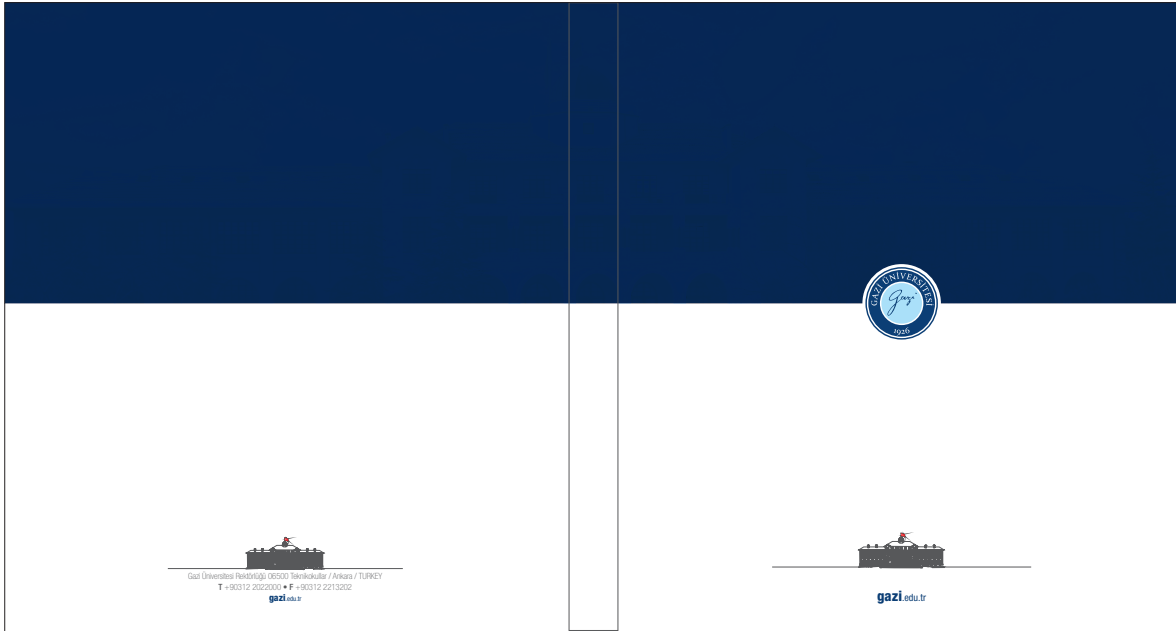 GAZİ ÜNİVERSİTESİ
Gazi
1926
Gazi Üniversitesi Rektörlüğü 06500 Teknikokullar / Ankara / TURKEY
T +90312 2022000 • F +90312 2213202
gazi.edu.tr
gazi.edu.tr